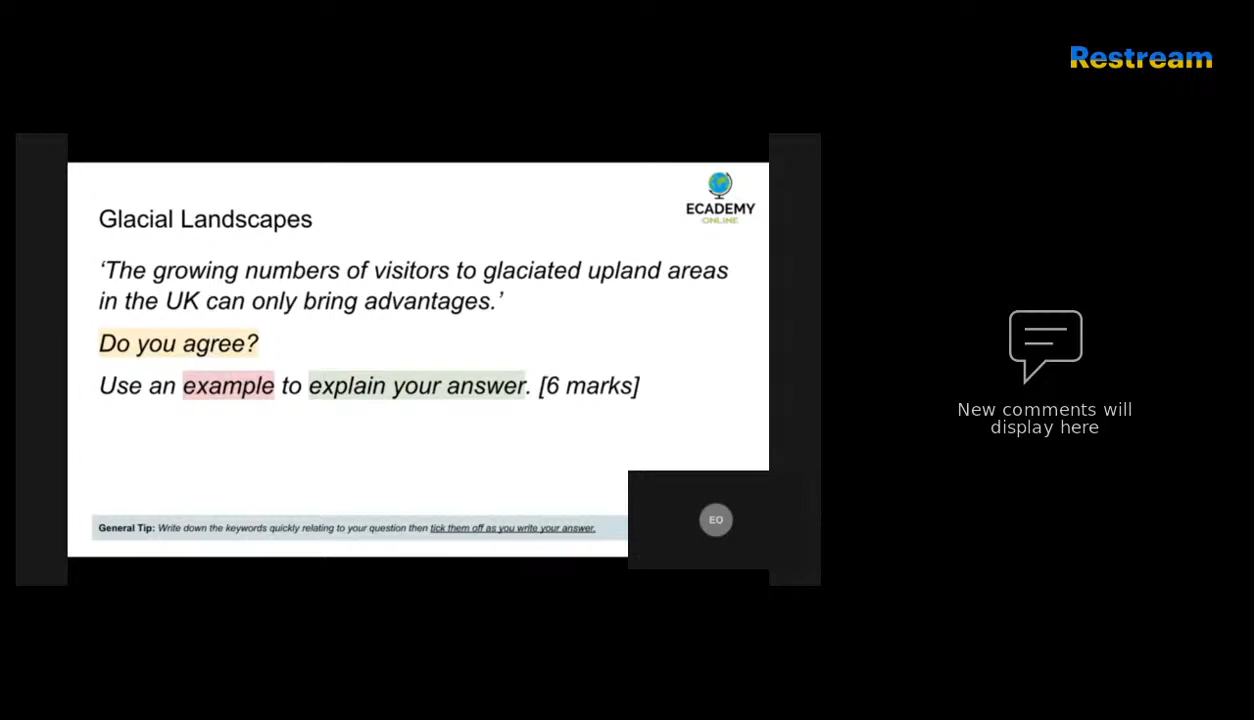 Restream
ECADEMY
ONLINE
Glacial Landscapes
‘The growing numbers of visitors to glaciated upland areas
in the UK can only bring advantages.’
Do you agree?
Use an example to explain your answer. [6 marks]
New comments will
display here
General Tip: Write down the keywords quickly relating to your question then tick them off as you write your answer.
EO